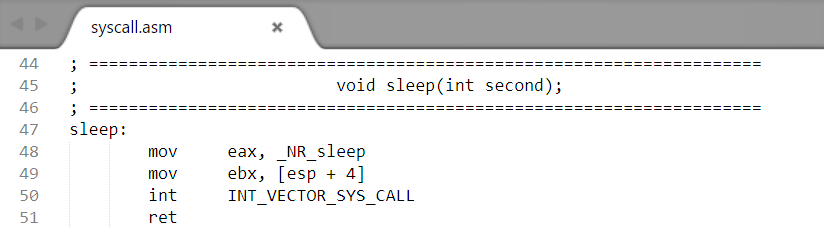 syscall.asm
44 ; ====================================================================
45 ;                          void sleep(int second);
46 ; ====================================================================
47 sleep:
48         mov     eax, _NR_sleep
49         mov     ebx, [esp + 4]
50         int     INT_VECTOR_SYS_CALL
51         ret